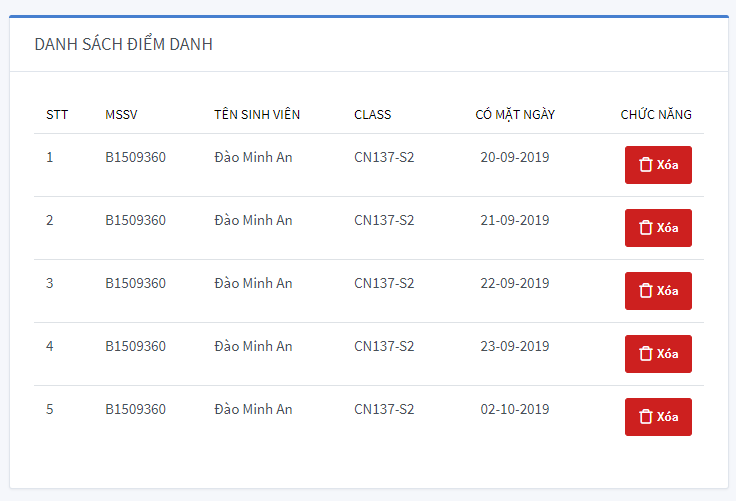 DANH SÁCH ĐIỂM DANH
STT MSSV TÊN SINH VIÊN CLASS CÓ MẶT NGÀY CHỨC NĂNG
1 B1509360 Đào Minh An CN137-S2 20-09-2019 Xóa
2 B1509360 Đào Minh An CN137-S2 21-09-2019 Xóa
3 B1509360 Đào Minh An CN137-S2 22-09-2019 Xóa
4 B1509360 Đào Minh An CN137-S2 23-09-2019 Xóa
5 B1509360 Đào Minh An CN137-S2 02-10-2019 Xóa